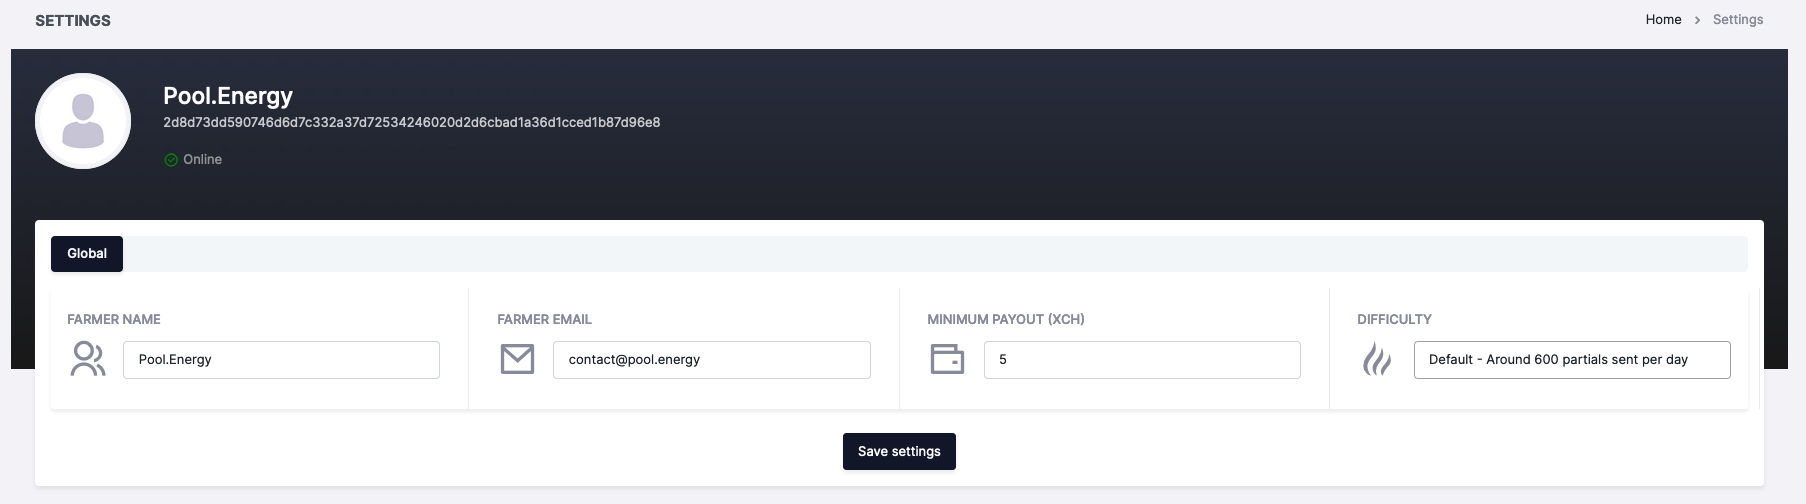 SETTINGS
Home > Settings
Pool.Energy
2d8d73dd590746d6d7c332a37d72534246020d2d6cbad1a36d1cced1b87d96e8
Online
Global
FARMER NAME
Pool.Energy
FARMER EMAIL
contact@pool.energy
MINIMUM PAYOUT (XCH)
5
DIFFICULTY
Default - Around 600 partials sent per day
Save settings